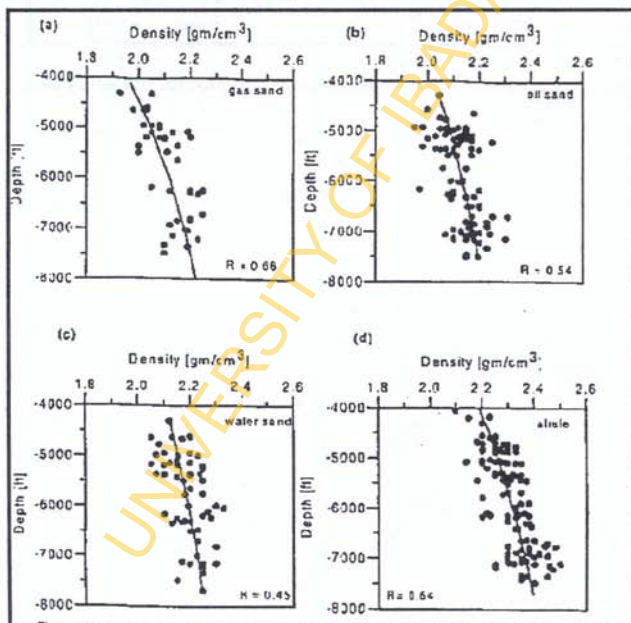 (a)
Density [gm/cm3]
1.8 2.0 2.2 2.4 2.6
-4000
-5000
-6000
-7000
gas sand
R = 0.66
(b)
Density [gm/cm3]
1.8 2.0 2.2 2.4 2.6
-4000
-5000
-6000
-7000
-8000
Depth [ft]
oil sand
R = 0.54
(c)
Density [gm/cm3]
1.8 2.0 2.2 2.4 2.6
-4000
-5000
-6000
-7000
-8000
Depth [ft]
water sand
R = 0.45
(d)
Density [gm/cm3]
1.8 2.0 2.2 2.4 2.6
-4000
-5000
-6000
-7000
-8000
Depth [ft]
shale
R = 0.64
UNIVERSITY OF IBADA